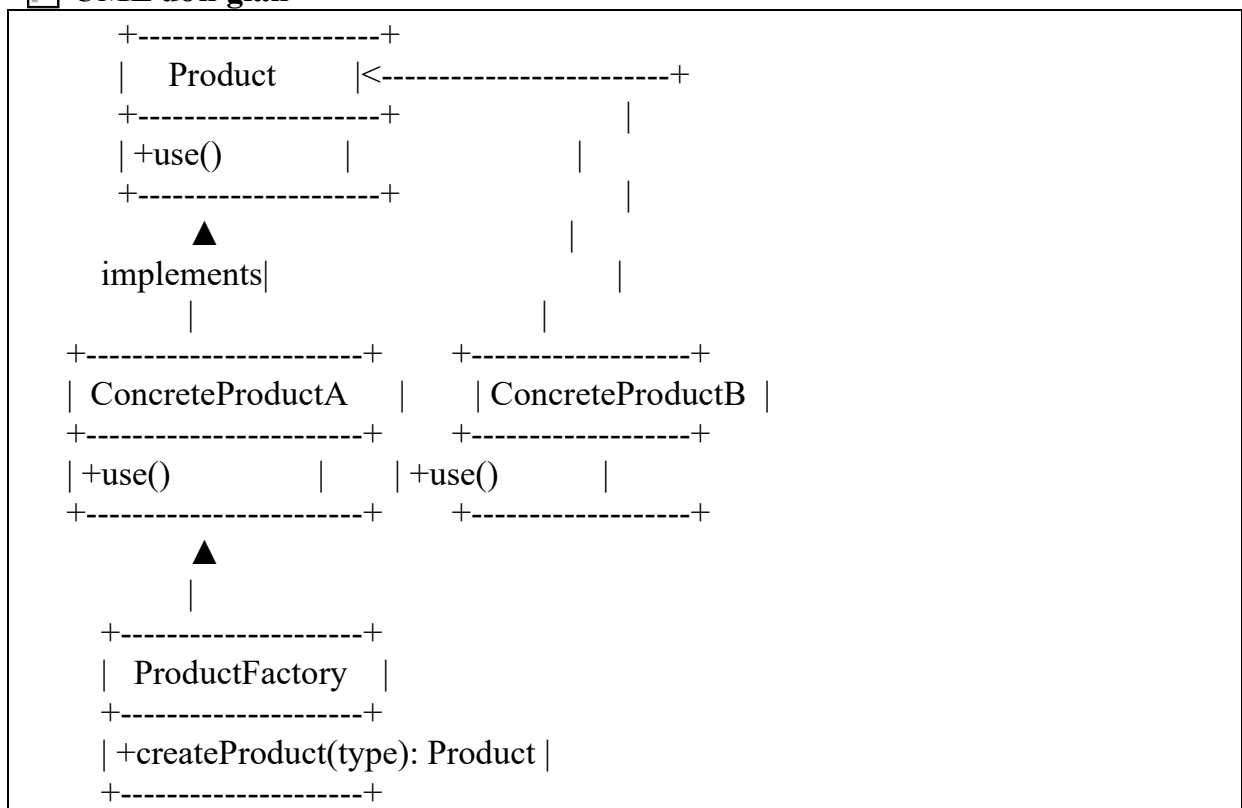 UML đơn giản
+---------------------+
| Product |<-------------------------+
+---------------------+ |
| +use() | |
+---------------------+ |
▲ |
implements| |
| |
+------------------------+ +-------------------+
| ConcreteProductA | | ConcreteProductB |
+------------------------+ +-------------------+
| +use() | | +use() |
+------------------------+ +-------------------+
▲
|
+---------------------+
| ProductFactory |
+---------------------+
| +createProduct(type): Product |
+---------------------+